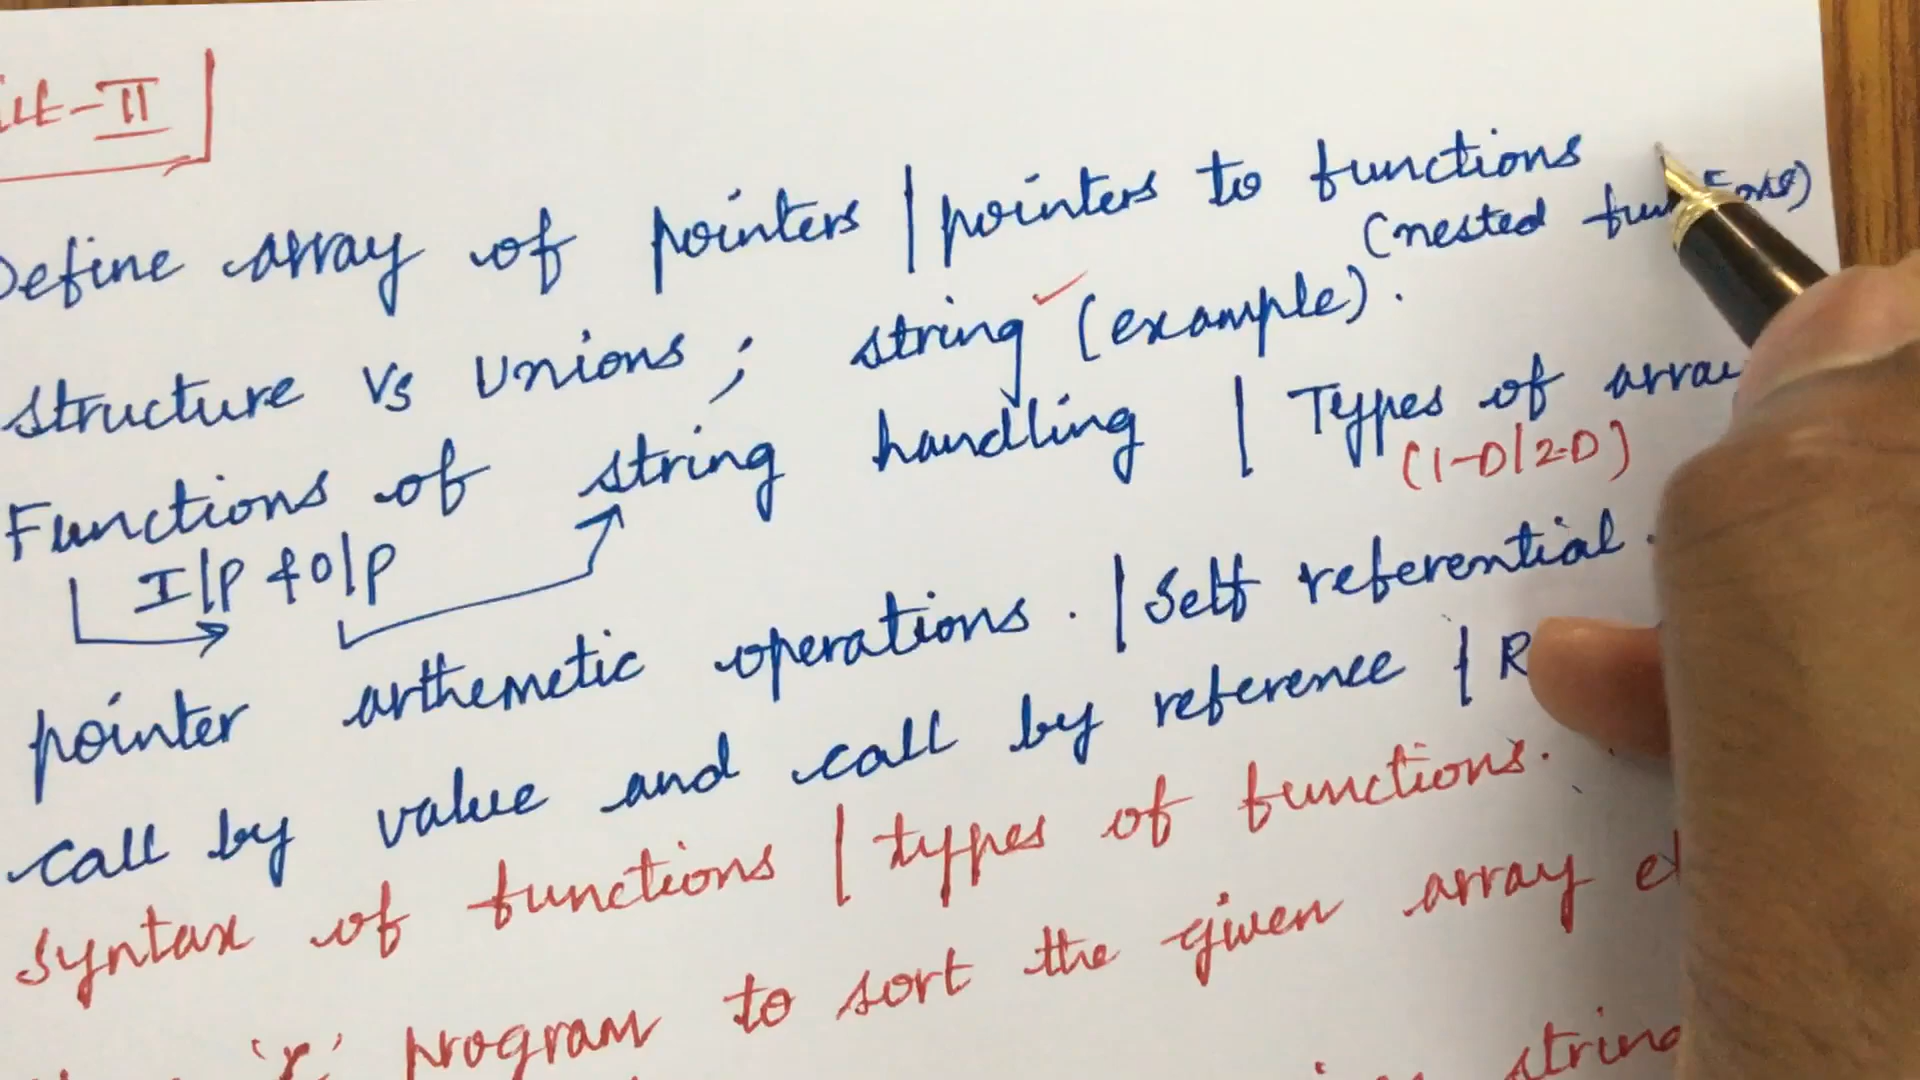 -II
Define array of pointers | pointers to functions
(nested
structure Vs Unions ; string (example).
Functions of string handling | Types of
(1-D|2-D)
I/p & o/p
pointer arthemetic operations. | Self referential.
call by value and call by reference | R
syntax of functions | types of functions.
program to sort the given array